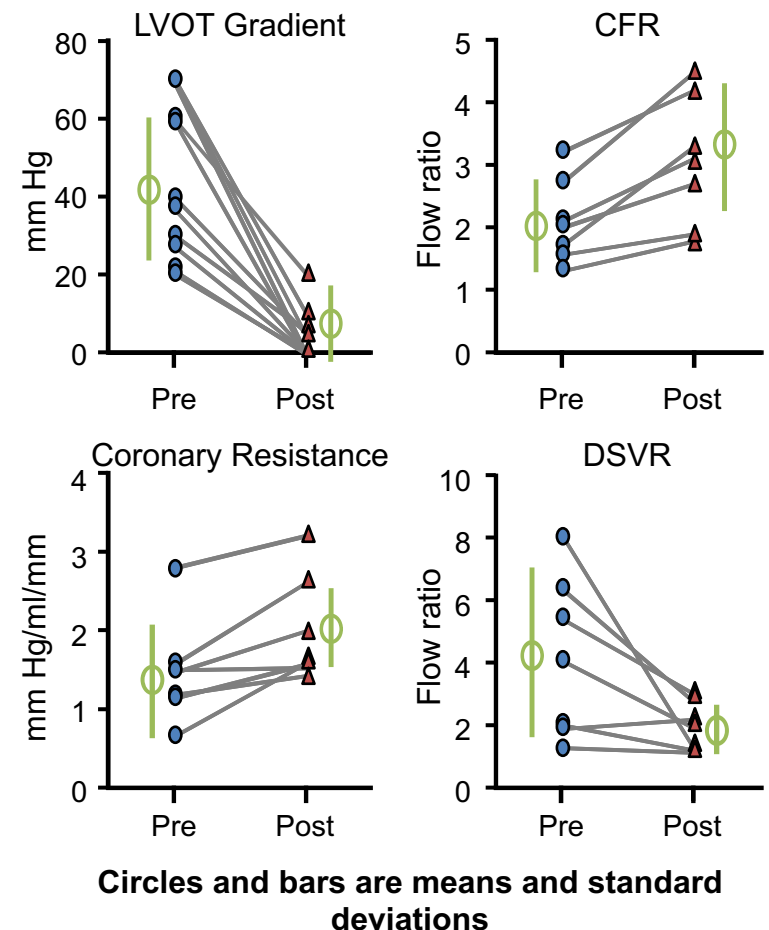 LVOT Gradient
80
60
40
20
0
mm Hg
Pre Post
CFR
5
4
3
2
1
0
Flow ratio
Pre Post
Coronary Resistance
4
3
2
1
0
mm Hg/ml/mm
Pre Post
DSVR
10
8
6
4
2
0
Flow ratio
Pre Post
Circles and bars are means and standard
deviations